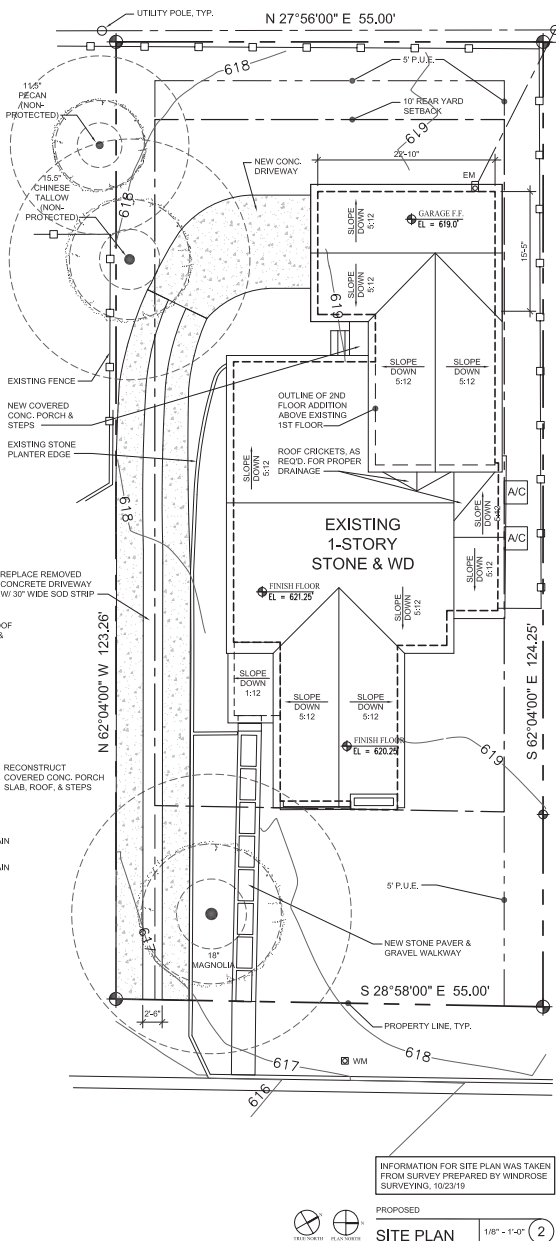 UTILITY POLE, TYP.
N 27°56'00" E 55.00'
618
5' P.U.E.
11.5"
PECAN
(NON-
PROTECTED)
10' REAR YARD
SETBACK
619
22'-10"
NEW CONC.
DRIVEWAY
EM
15.5"
CHINESE
TALLOW
(NON-
PROTECTED)
618
SLOPE
DOWN
5:12
GARAGE F.F.
EL = 619.0'
15'-5"
SLOPE
DOWN
5:12
619
EXISTING FENCE
SLOPE
DOWN
5:12
SLOPE
DOWN
5:12
NEW COVERED
CONC. PORCH &
STEPS
OUTLINE OF 2ND
FLOOR ADDITION
ABOVE EXISTING
1ST FLOOR
EXISTING STONE
PLANTER EDGE
ROOF CRICKETS, AS
REQ'D. FOR PROPER
DRAINAGE
SLOPE
DOWN
5:12
618
SLOPE
DOWN
5:12
A/C
A/C
EXISTING
1-STORY
STONE & WD
SLOPE
DOWN
5:12
REPLACE REMOVED
CONCRETE DRIVEWAY
W/ 30" WIDE SOD STRIP
FINISH FLOOR
EL = 621.25'
SLOPE
DOWN
5:12
OOF
&
N 62°04'00" W 123.26'
S 62°04'00" E 124.25'
SLOPE
DOWN
1:12
SLOPE
DOWN
5:12
SLOPE
DOWN
5:12
FINISH FLOOR
EL = 620.25'
619
RECONSTRUCT
COVERED CONC. PORCH
SLAB, ROOF, & STEPS
AIN
AIN
5' P.U.E.
617
18"
MAGNOLIA
NEW STONE PAVER &
GRAVEL WALKWAY
S 28°58'00" E 55.00'
2'-6"
PROPERTY LINE, TYP.
617
WM
618
616
INFORMATION FOR SITE PLAN WAS TAKEN
FROM SURVEY PREPARED BY WINDROSE
SURVEYING, 10/23/19
PROPOSED
SITE PLAN
1/8" - 1'-0"
2
TRUE NORTH
PLAN NORTH
N